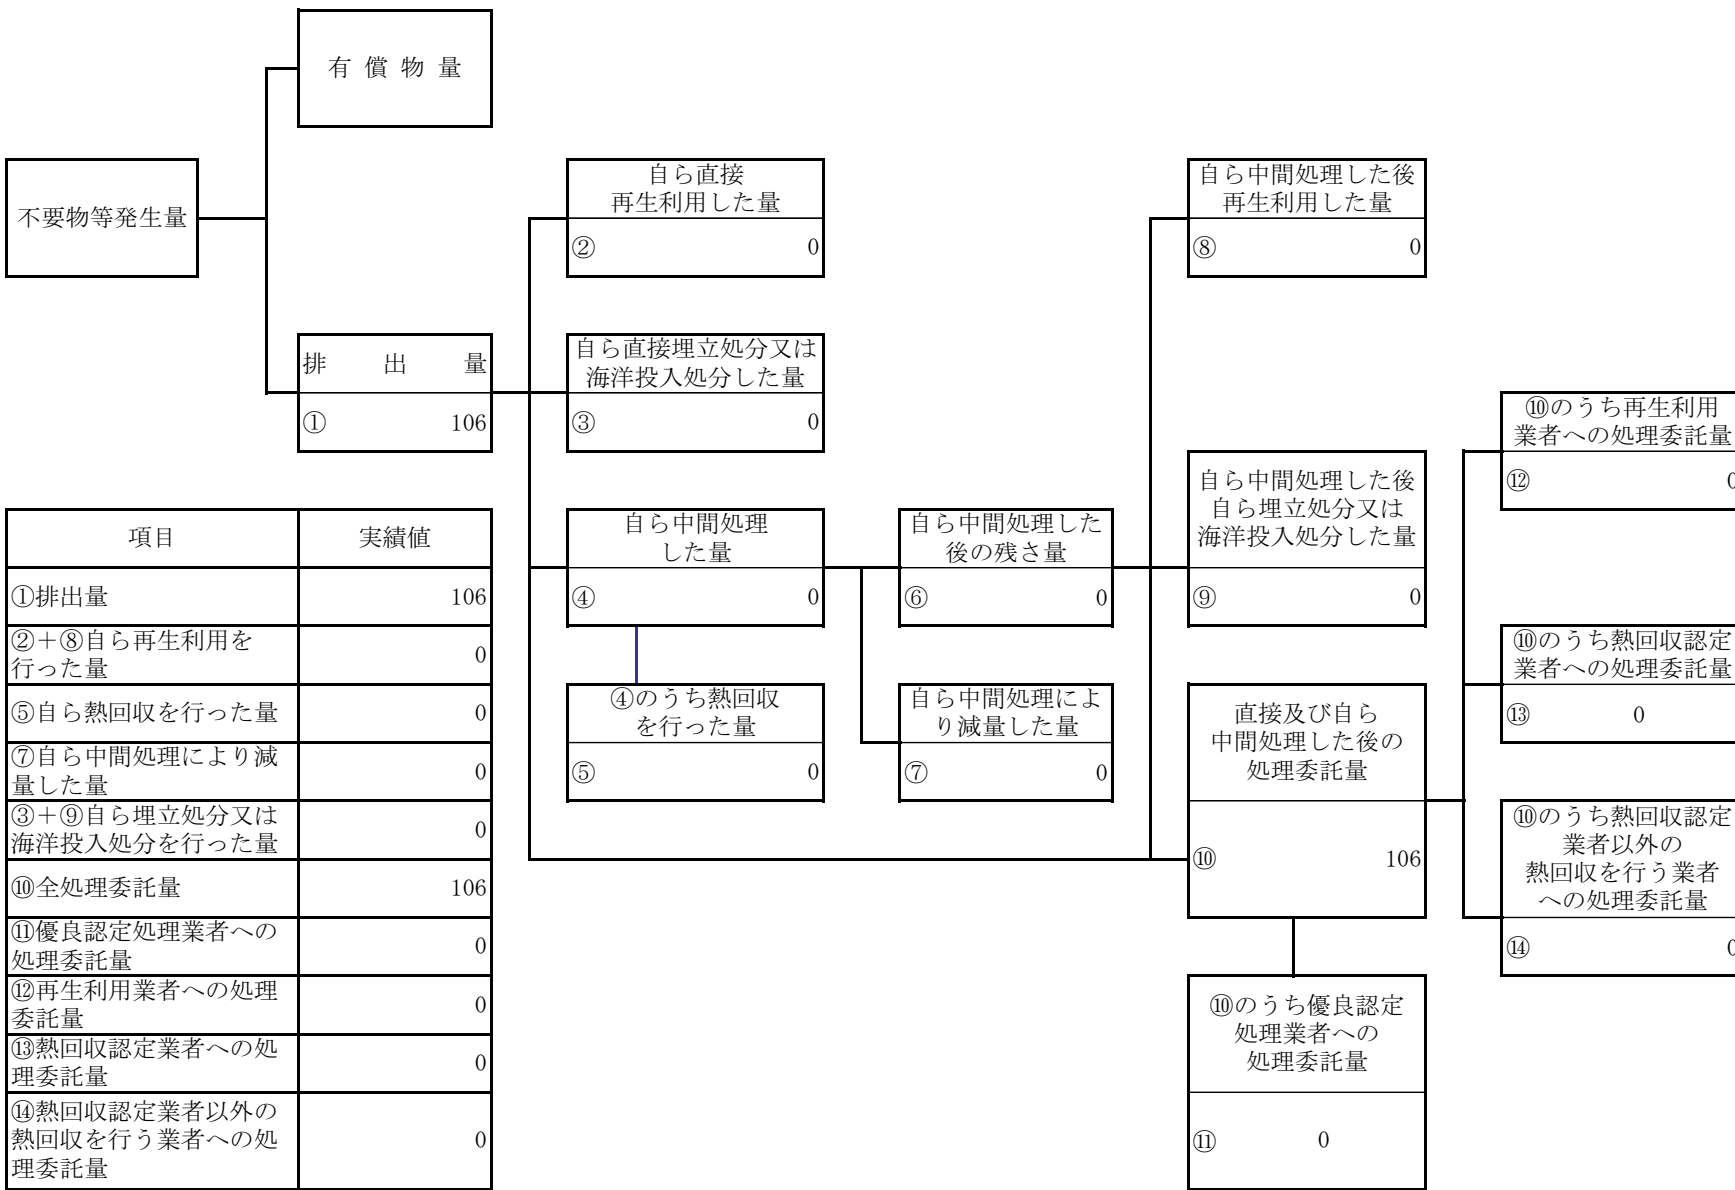 有償物量
不要物等発生量
自ら直接
再生利用した量
② 0
自ら中間処理した後
再生利用した量
⑧ 0
排出量
① 106
自ら直接埋立処分又は
海洋投入処分した量
③ 0
⑩のうち再生利用
業者への処理委託量
⑫ 0
自ら中間処理した後
自ら埋立処分又は
海洋投入処分した量
⑨ 0
自ら中間処理
した量
④ 0
自ら中間処理した
後の残さ量
⑥ 0
⑩のうち熱回収認定
業者への処理委託量
⑬ 0
④のうち熱回収
を行った量
⑤ 0
自ら中間処理によ
り減量した量
⑦ 0
直接及び自ら
中間処理した後の
処理委託量
⑩ 106
⑩のうち熱回収認定
業者以外の
熱回収を行う業者
への処理委託量
⑭ 0
⑩のうち優良認定
処理業者への
処理委託量
⑪ 0
項目 実績値
①排出量 106
②+⑧自ら再生利用を
行った量 0
⑤自ら熱回収を行った量 0
⑦自ら中間処理により減
量した量 0
③+⑨自ら埋立処分又は
海洋投入処分を行った量 0
⑩全処理委託量 106
⑪優良認定処理業者への
処理委託量 0
⑫再生利用業者への処理
委託量 0
⑬熱回収認定業者への処
理委託量 0
⑭熱回収認定業者以外の
熱回収を行う業者への処
理委託量 0